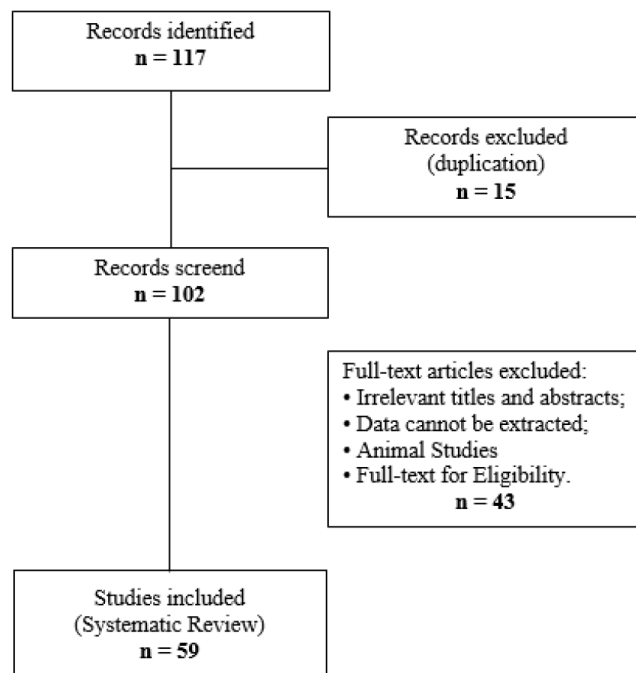 Records identified
n = 117
Records excluded
(duplication)
n = 15
Records screend
n = 102
Full-text articles excluded:
• Irrelevant titles and abstracts;
• Data cannot be extracted;
• Animal Studies
• Full-text for Eligibility.
n = 43
Studies included
(Systematic Review)
n = 59